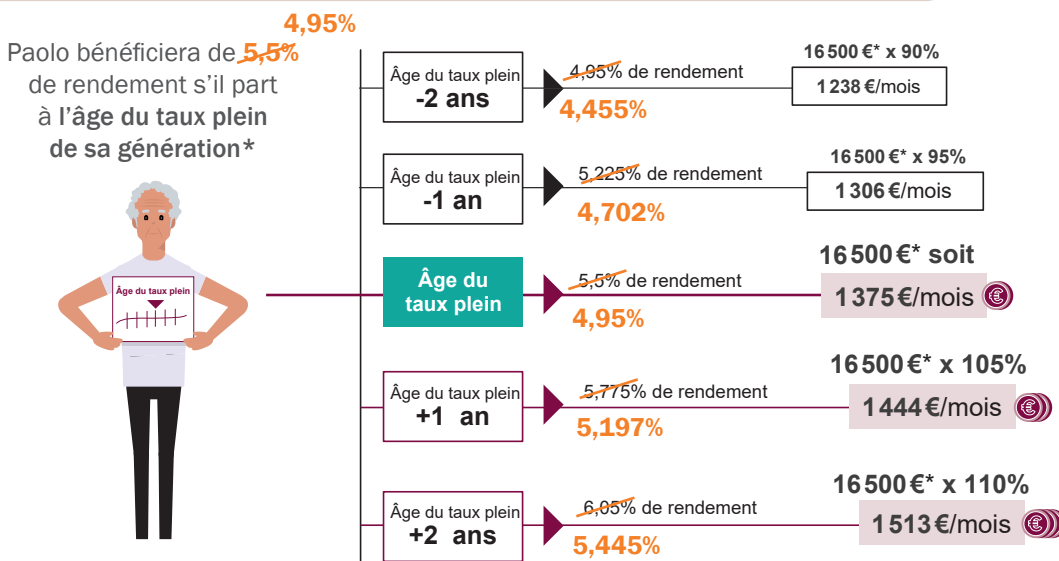 4,95%
Paolo bénéficiera de 5,5%
de rendement s'il part
à l'âge du taux plein
de sa génération*
Âge du taux plein
Âge du taux plein
-2 ans
4,95% de rendement
4,455%
16 500 €* x 90%
1 238 €/mois
Âge du taux plein
-1 an
5,225% de rendement
4,702%
16 500 €* x 95%
1 306 €/mois
Âge du
taux plein
5,5% de rendement
4,95%
16 500 €* soit
1 375 €/mois
€
Âge du taux plein
+1 an
5,775% de rendement
5,197%
16 500 €* x 105%
1 444 €/mois
€
Âge du taux plein
+2 ans
6,05% de rendement
5,445%
16 500 €* x 110%
1 513 €/mois
€